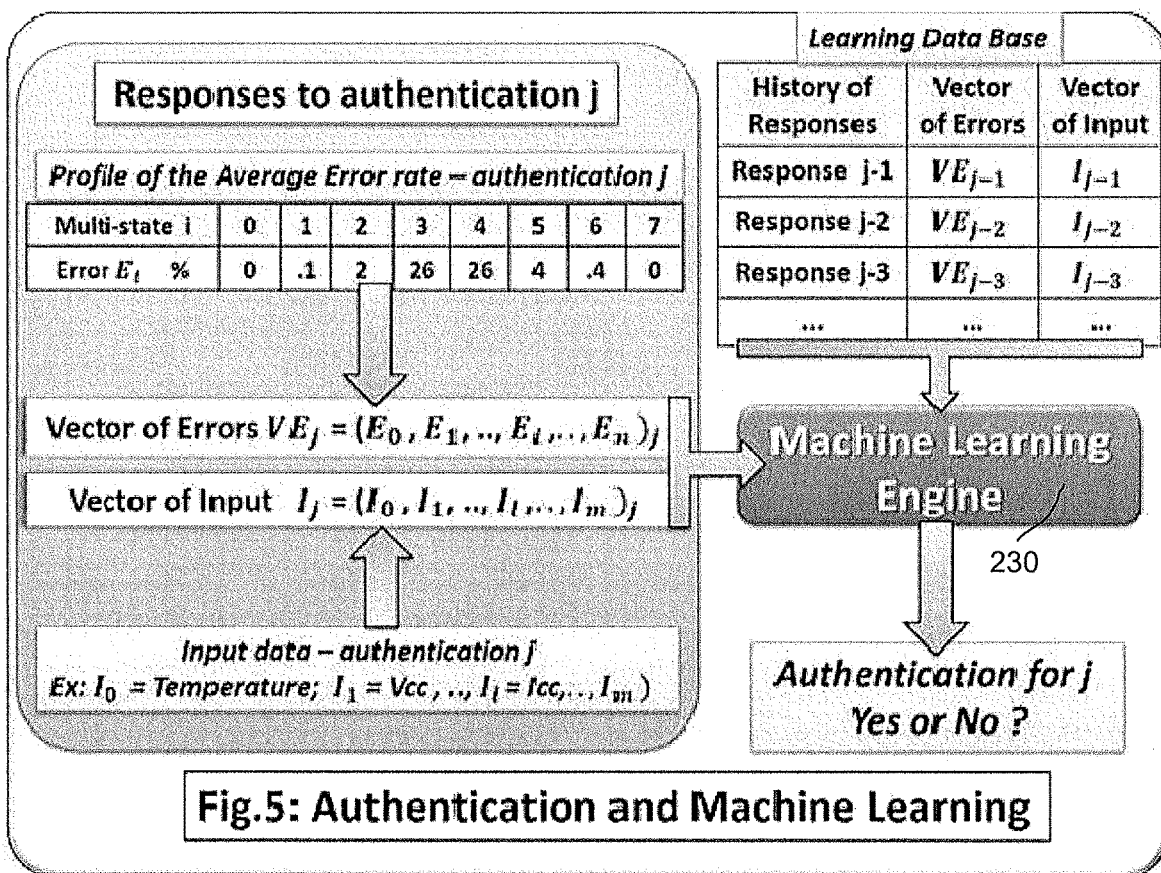 Responses to authentication j
Profile of the Average Error rate – authentication j
Multi-state i 0 1 2 3 4 5 6 7
Error E_i % 0 .1 2 26 26 4 .4 0
Vector of Errors VE_j = (E_0, E_1, .., E_i, .., E_n)_j
Vector of Input I_j = (I_0, I_1, .., I_i, .., I_m)_j
Input data – authentication j
Ex: I_0 = Temperature; I_1 = Vcc, .., I_i = Icc, .., I_m)
Learning Data Base
History of Responses Vector of Errors Vector of Input
Response j-1 VE_{j-1} I_{j-1}
Response j-2 VE_{j-2} I_{j-2}
Response j-3 VE_{j-3} I_{j-3}
... ... ...
Machine Learning
Engine
230
Authentication for j
Yes or No ?
Fig.5: Authentication and Machine Learning